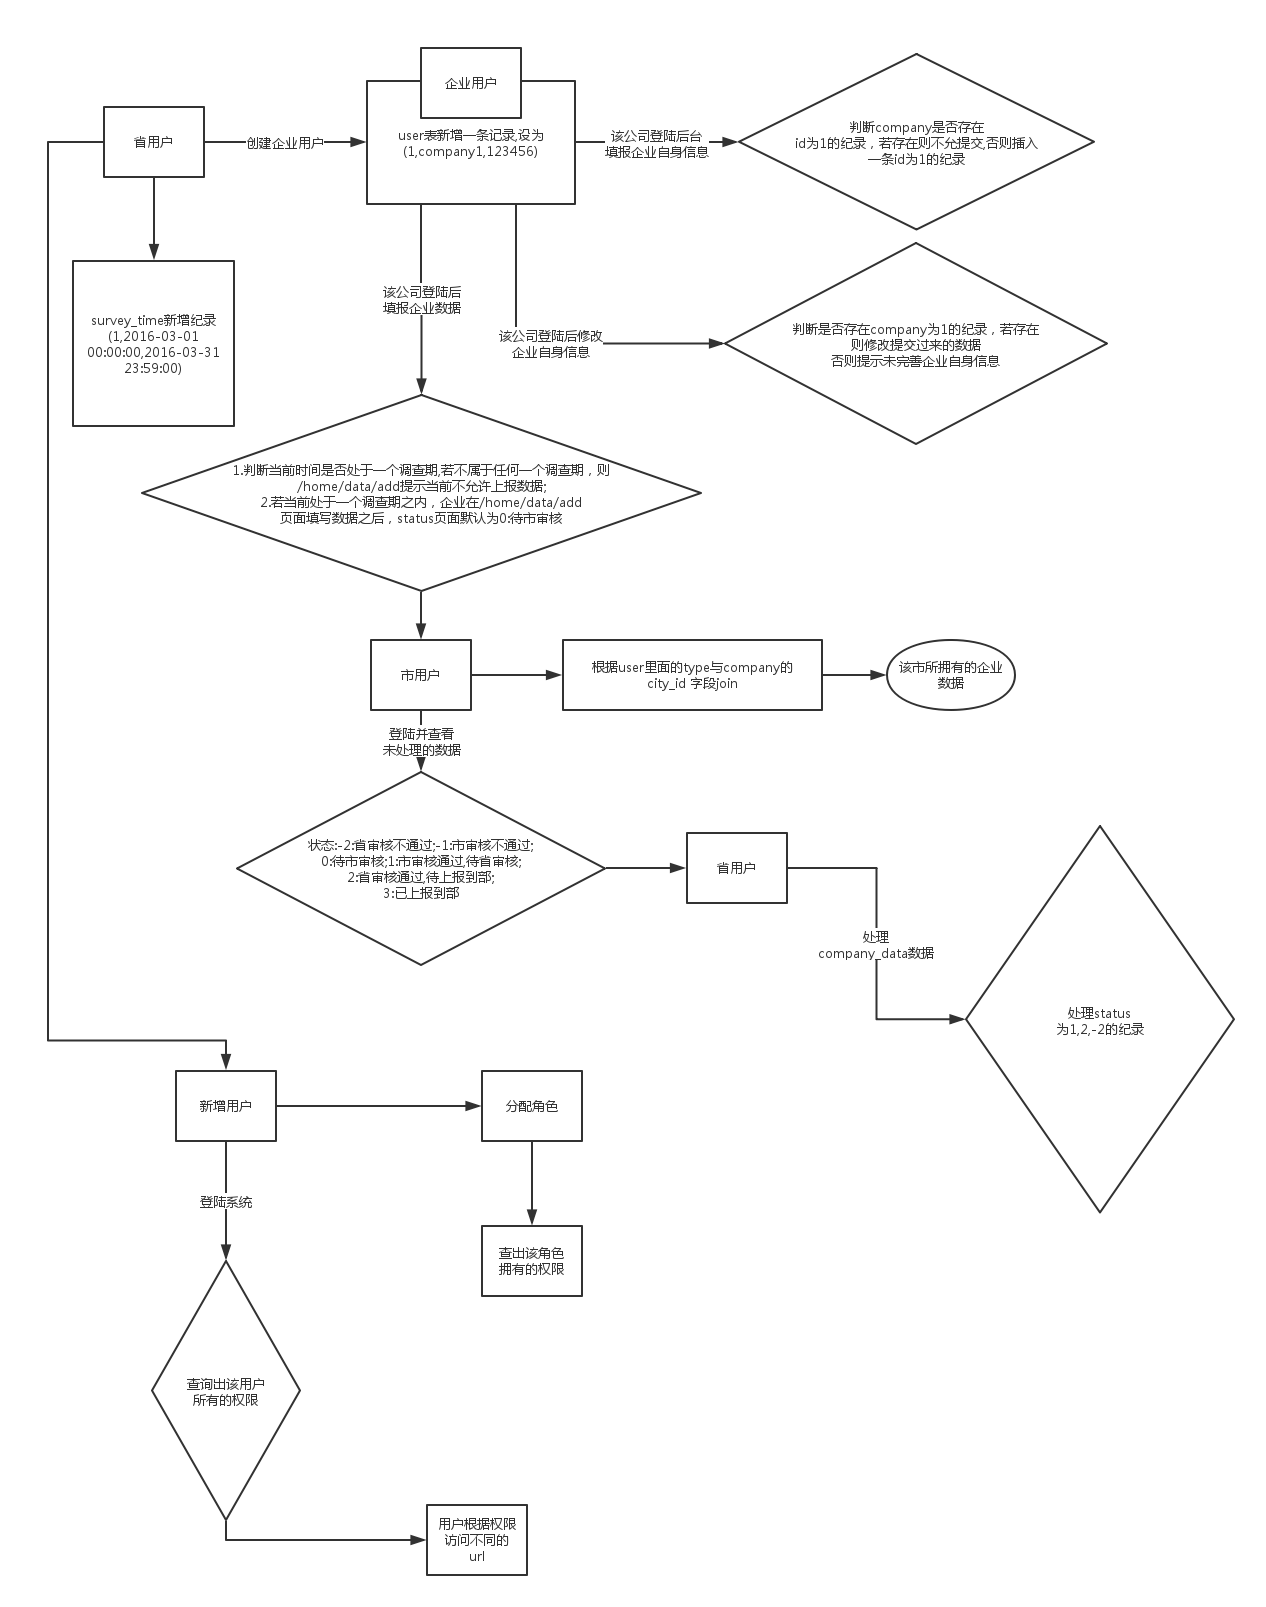 企业用户
省用户
创建企业用户
user表新增一条记录,设为
(1,company1,123456)
该公司登陆后台
填报企业自身信息
判断company是否存在
id为1的纪录，若存在则不允提交,否则插入
一条id为1的纪录
survey_time新增纪录
(1,2016-03-01
00:00:00,2016-03-31
23:59:00)
该公司登陆后
填报企业数据
该公司登陆后修改
企业自身信息
判断是否存在company为1的纪录，若存在
则修改提交过来的数据
否则提示未完善企业自身信息
1.判断当前时间是否处于一个调查期,若不属于任何一个调查期，则
/home/data/add提示当前不允许上报数据;
2.若当前处于一个调查期之内，企业在/home/data/add
页面填写数据之后，status页面默认为0:待市审核
市用户
根据user里面的type与company的
city_id 字段join
该市所拥有的企业
数据
登陆并查看
未处理的数据
状态:-2:省审核不通过;-1:市审核不通过;
0:待市审核;1:市审核通过,待省审核;
2:省审核通过,待上报到部;
3:已上报到部
省用户
处理
company_data数据
处理status
为1,2,-2的纪录
新增用户
分配角色
登陆系统
查出该角色
拥有的权限
查询出该用户
所有的权限
用户根据权限
访问不同的
url